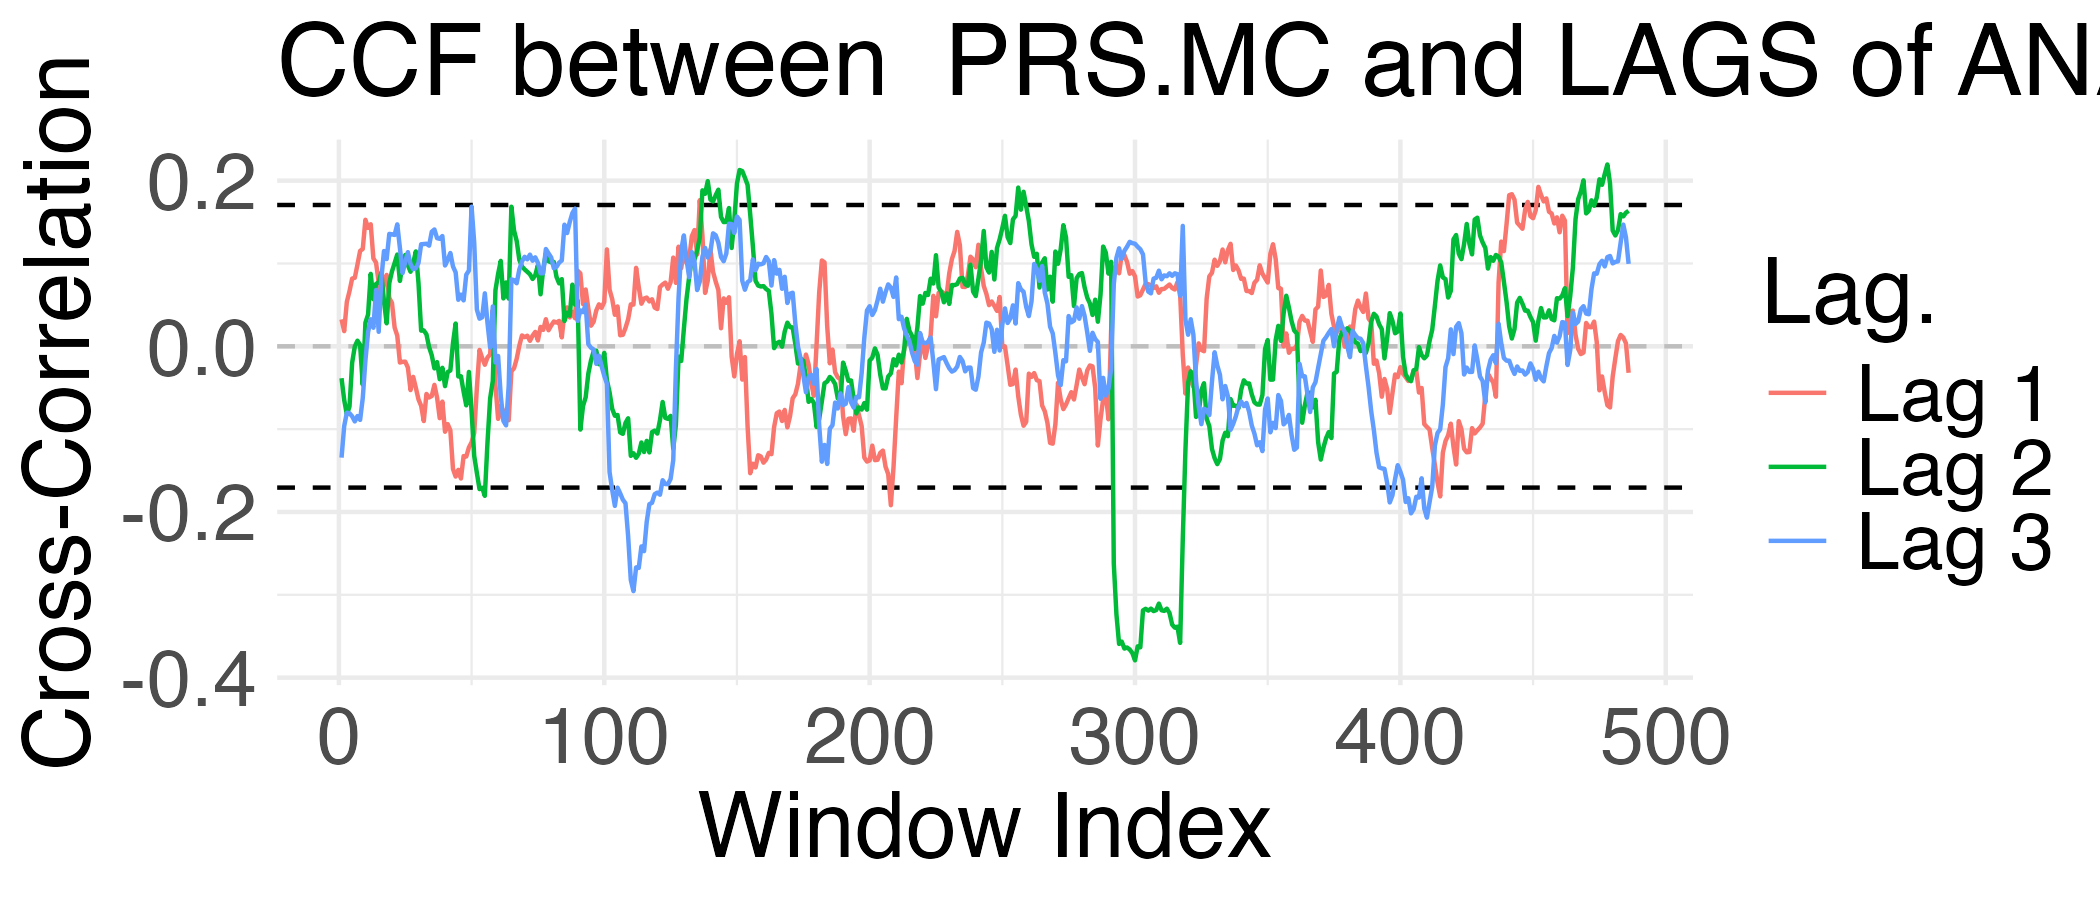 CCF between  PRS.MC and LAGS of AN
Cross-Correlation
0.2
0.0
-0.2
-0.4
0
100
200
300
400
500
Window Index
Lag.
Lag 1
Lag 2
Lag 3